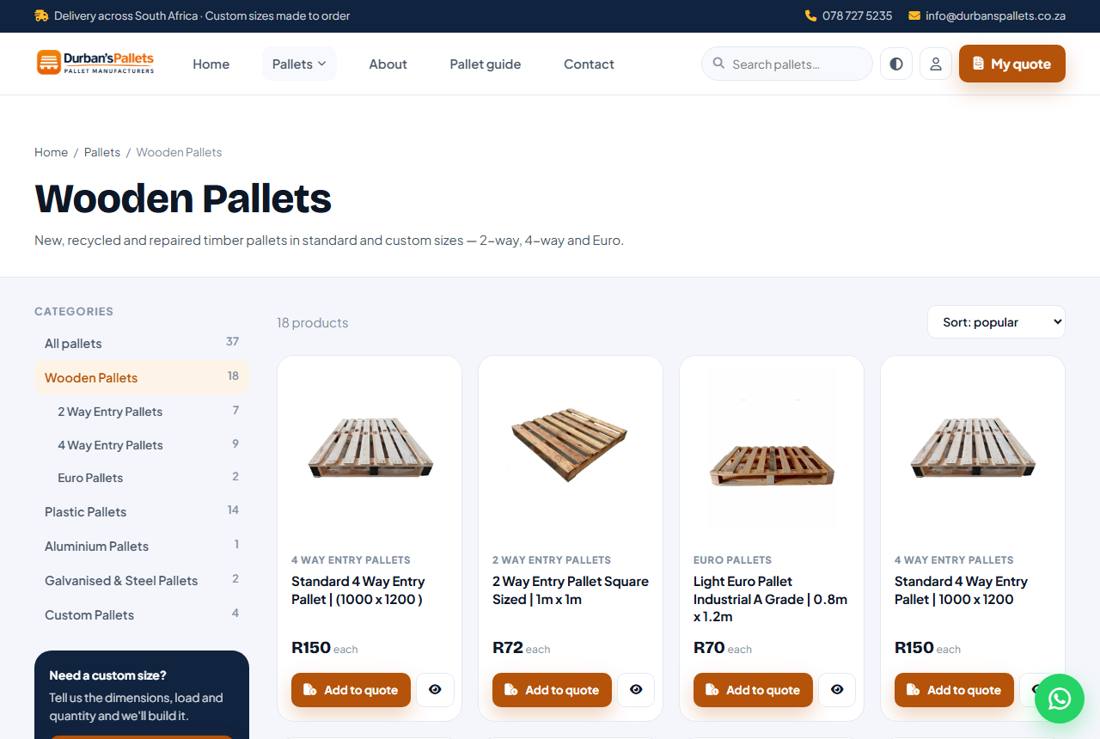 Delivery across South Africa · Custom sizes made to order
078 727 5235
info@durbanspallets.co.za
Durban'sPallets
PALLET MANUFACTURERS
Home
Pallets
About
Pallet guide
Contact
Search pallets...
My quote
Home / Pallets / Wooden Pallets
Wooden Pallets
New, recycled and repaired timber pallets in standard and custom sizes — 2-way, 4-way and Euro.
CATEGORIES
All pallets 37
Wooden Pallets 18
2 Way Entry Pallets 7
4 Way Entry Pallets 9
Euro Pallets 2
Plastic Pallets 14
Aluminium Pallets 1
Galvanised & Steel Pallets 2
Custom Pallets 4
Need a custom size?
Tell us the dimensions, load and
quantity and we'll build it.
18 products
Sort: popular
4 WAY ENTRY PALLETS
Standard 4 Way Entry
Pallet | (1000 x 1200 )
R150 each
Add to quote
2 WAY ENTRY PALLETS
2 Way Entry Pallet Square
Sized | 1m x 1m
R72 each
Add to quote
EURO PALLETS
Light Euro Pallet
Industrial A Grade | 0.8m
x 1.2m
R70 each
Add to quote
4 WAY ENTRY PALLETS
Standard 4 Way Entry
Pallet | 1000 x 1200
R150 each
Add to quote